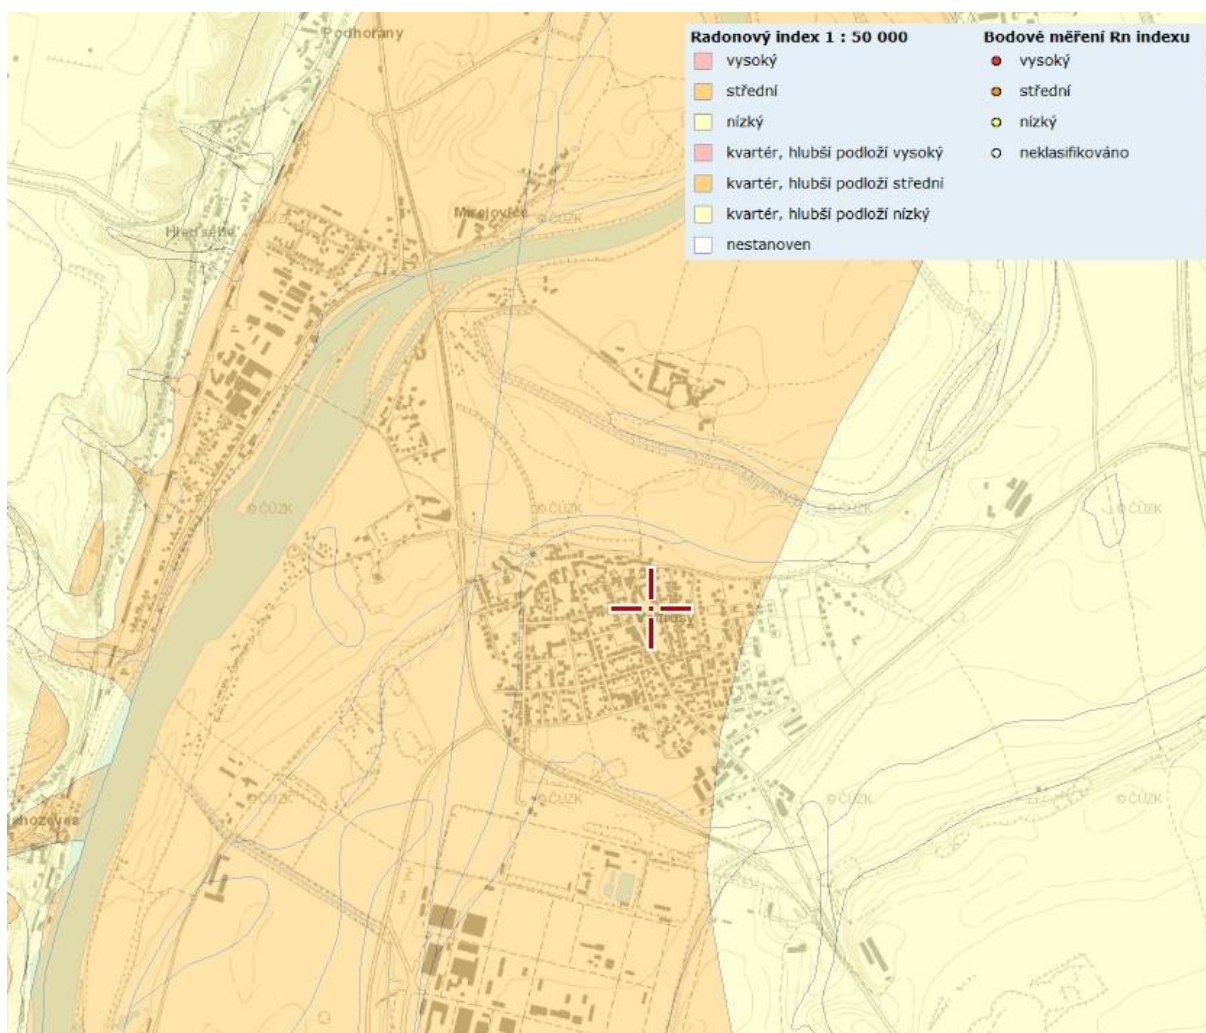 Podhořany
Radonový index 1 : 50 000
vysoký
střední
nízký
kvartér, hlubší podloží vysoký
kvartér, hlubší podloží střední
kvartér, hlubší podloží nízký
nestanoven
Bodové měření Rn indexu
vysoký
střední
nízký
neklasifikováno
Mirejovice
© ČÚZK
© ČÚZK
© ČÚZK
© ČÚZK
© ČÚZK
© ČÚZK
© ČÚZK
© ČÚZK
© ČÚZK
© ČÚZK